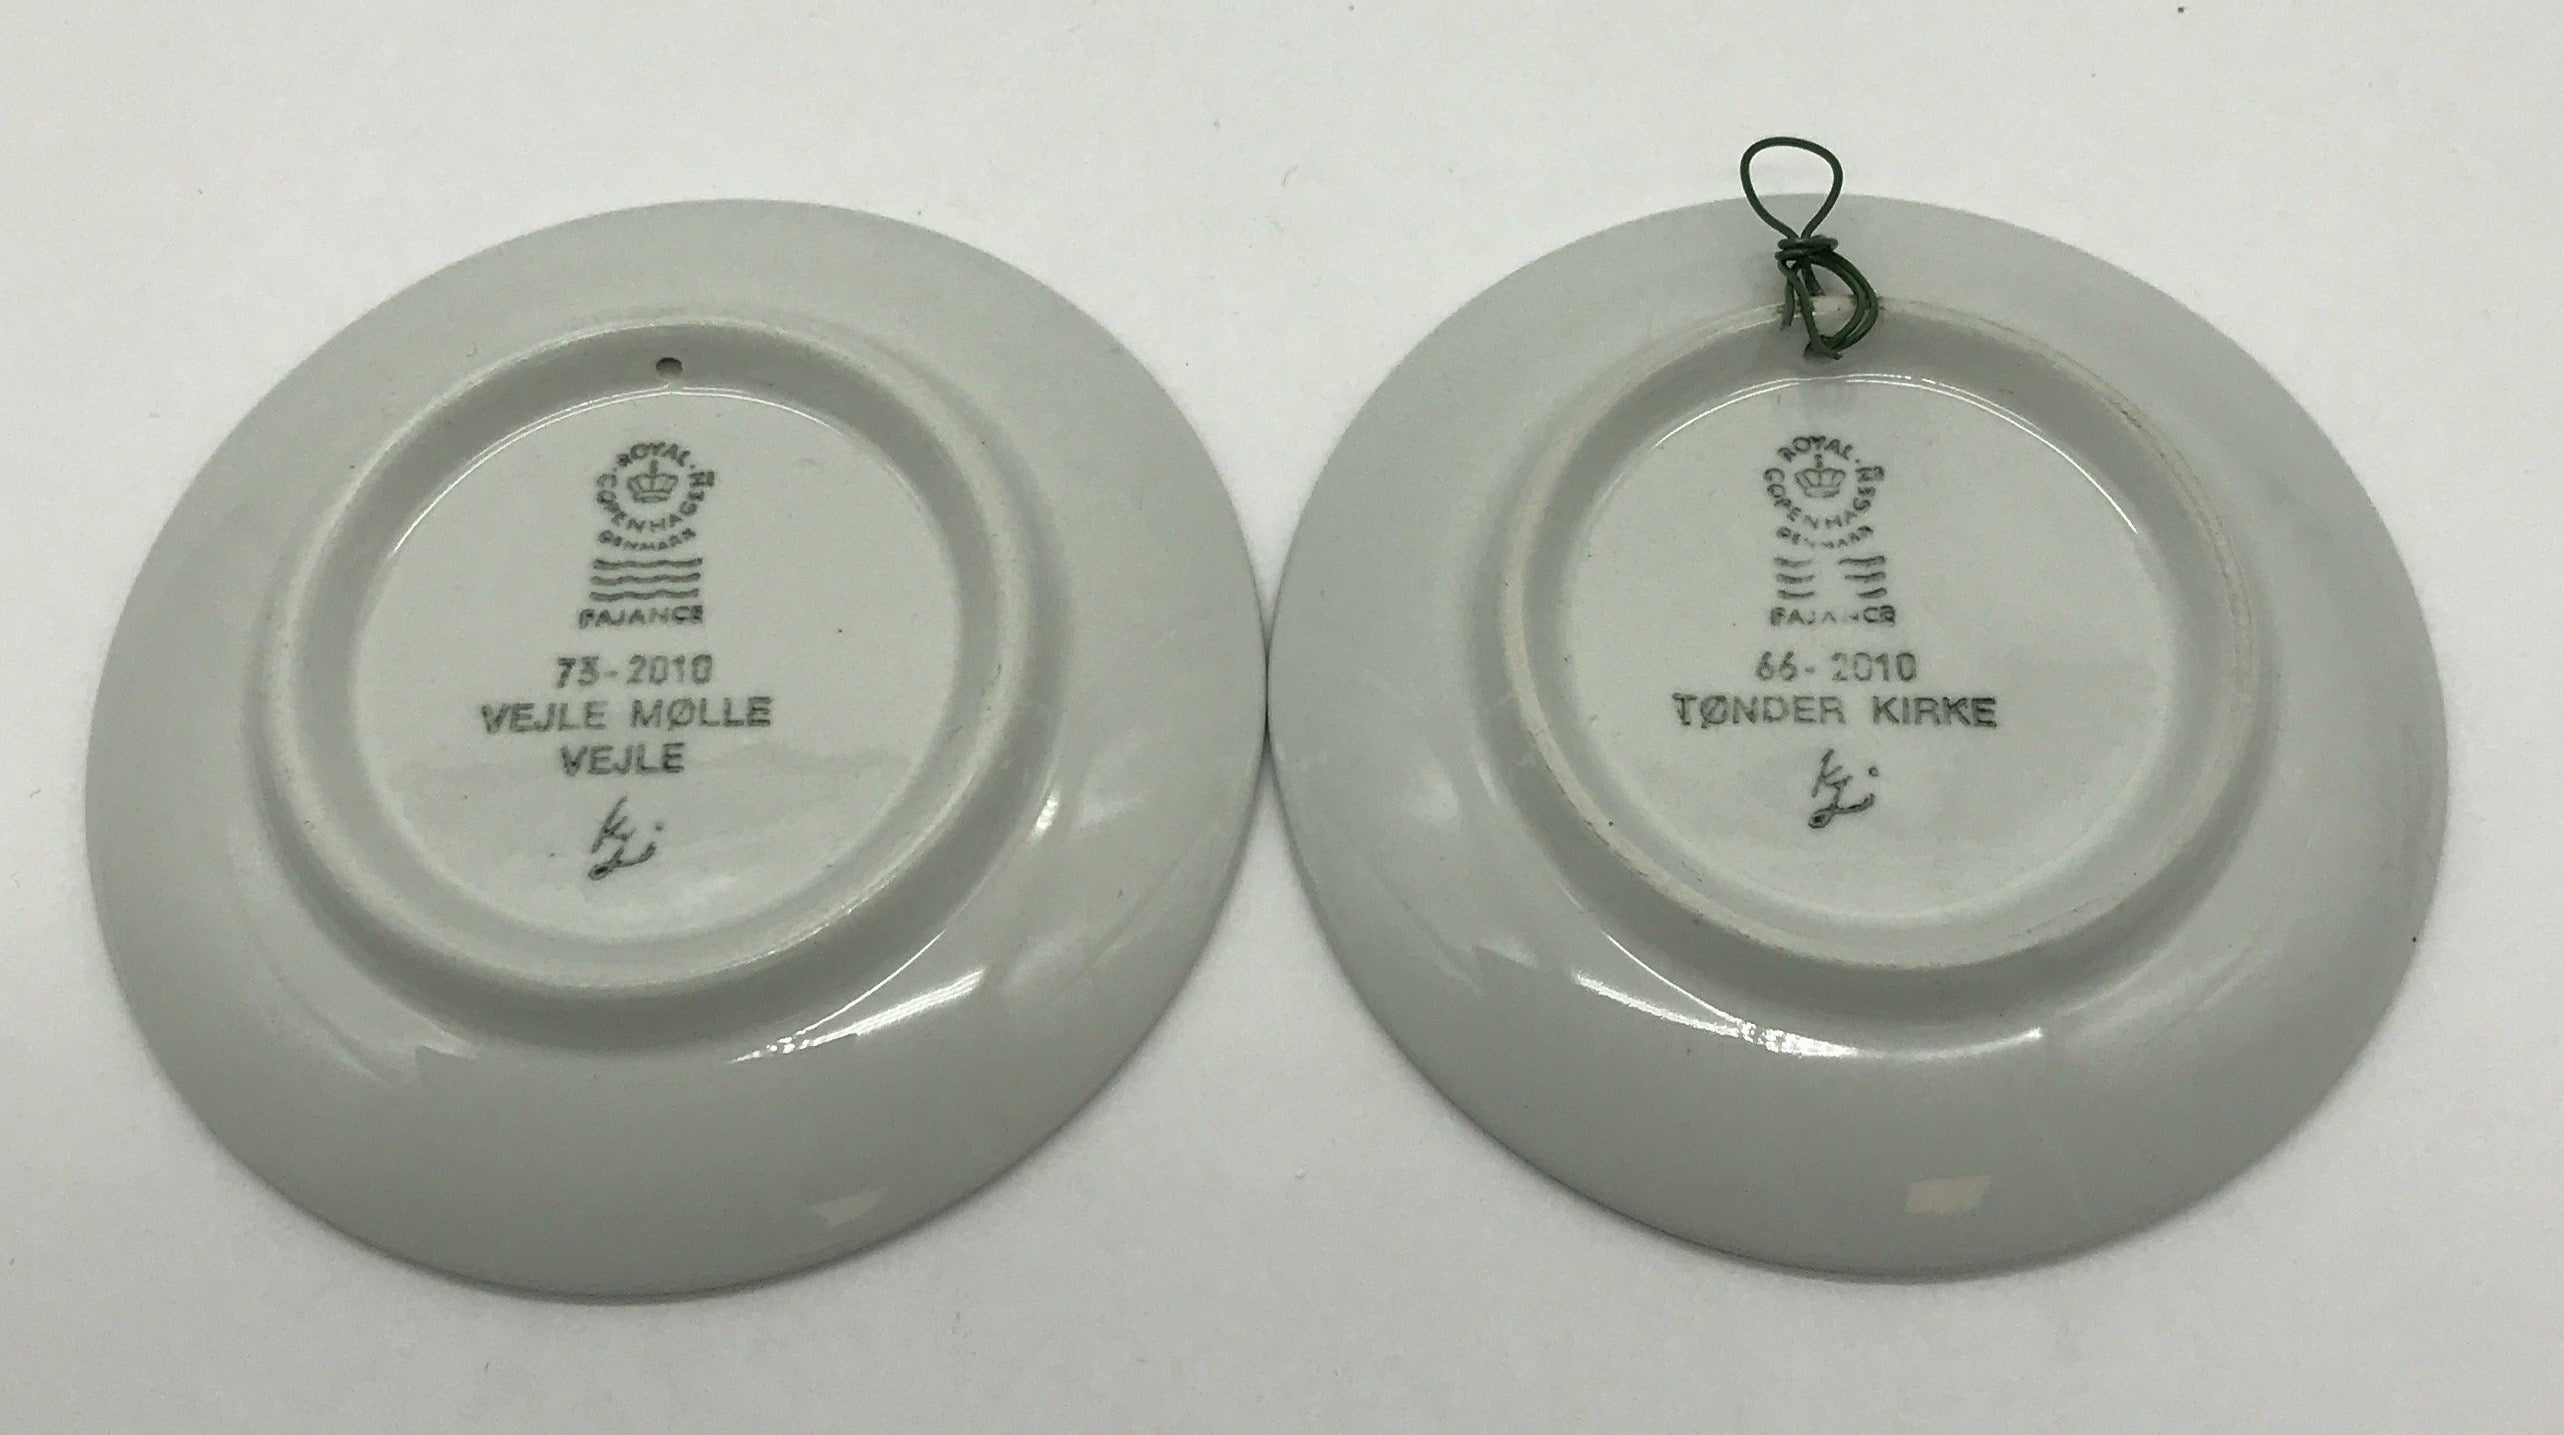 ROYAL · COPENHAGEN
DENMARK
FAJANCE
73-2010
VEJLE MØLLE
VEJLE
ROYAL · COPENHAGEN
DENMARK
FAJANCE
66-2010
TØNDER KIRKE